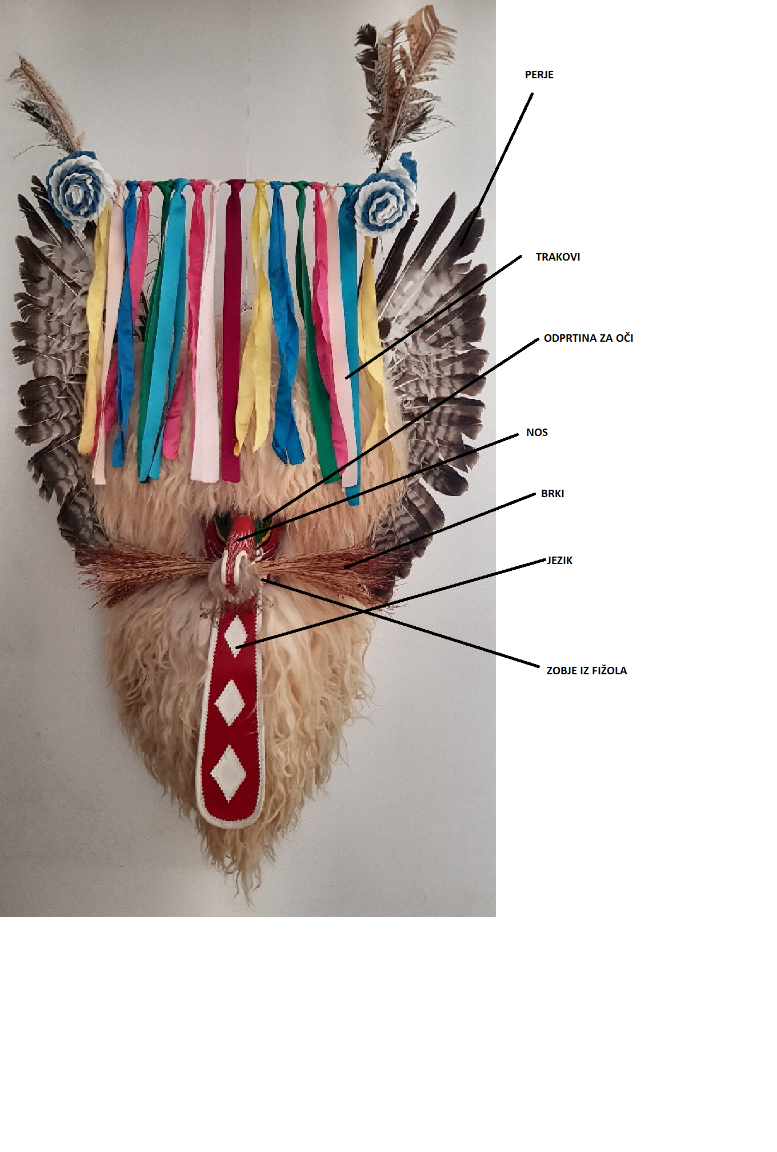 PERJE
TRAKOVI
ODPRTINA ZA OČI
NOS
BRKI
JEZIK
ZOBJE IZ FIŽOLA